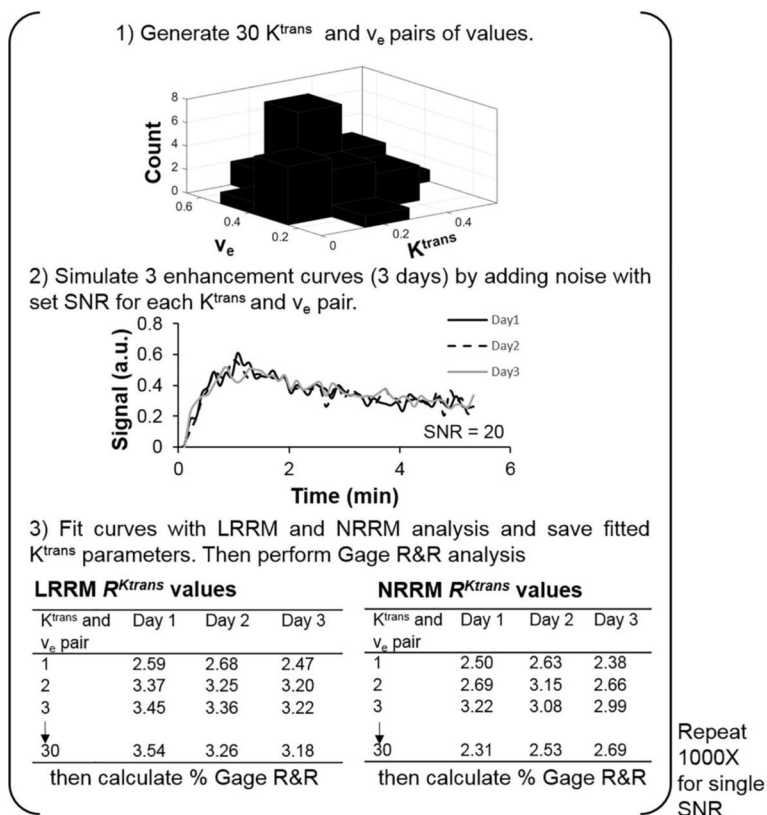 1) Generate 30 Ktrans and ve pairs of values.
8
6
4
2
0
Count
0.6
0.4
0.2
ve
0
0.2
0.4
Ktrans
2) Simulate 3 enhancement curves (3 days) by adding noise with
set SNR for each Ktrans and ve pair.
0.8
0.6
0.4
0.2
0
Signal (a.u.)
Day1
Day2
Day3
SNR = 20
0 2 4 6
Time (min)
3) Fit curves with LRRM and NRRM analysis and save fitted
Ktrans parameters. Then perform Gage R&R analysis
LRRM RKtrans values
Ktrans and Day 1 Day 2 Day 3
ve pair
1 2.59 2.68 2.47
2 3.37 3.25 3.20
3 3.45 3.36 3.22
30 3.54 3.26 3.18
then calculate % Gage R&R
NRRM RKtrans values
Ktrans and Day 1 Day 2 Day 3
ve pair
1 2.50 2.63 2.38
2 2.69 3.15 2.66
3 3.22 3.08 2.99
30 2.31 2.53 2.69
then calculate % Gage R&R
Repeat
1000X
for single
SNR